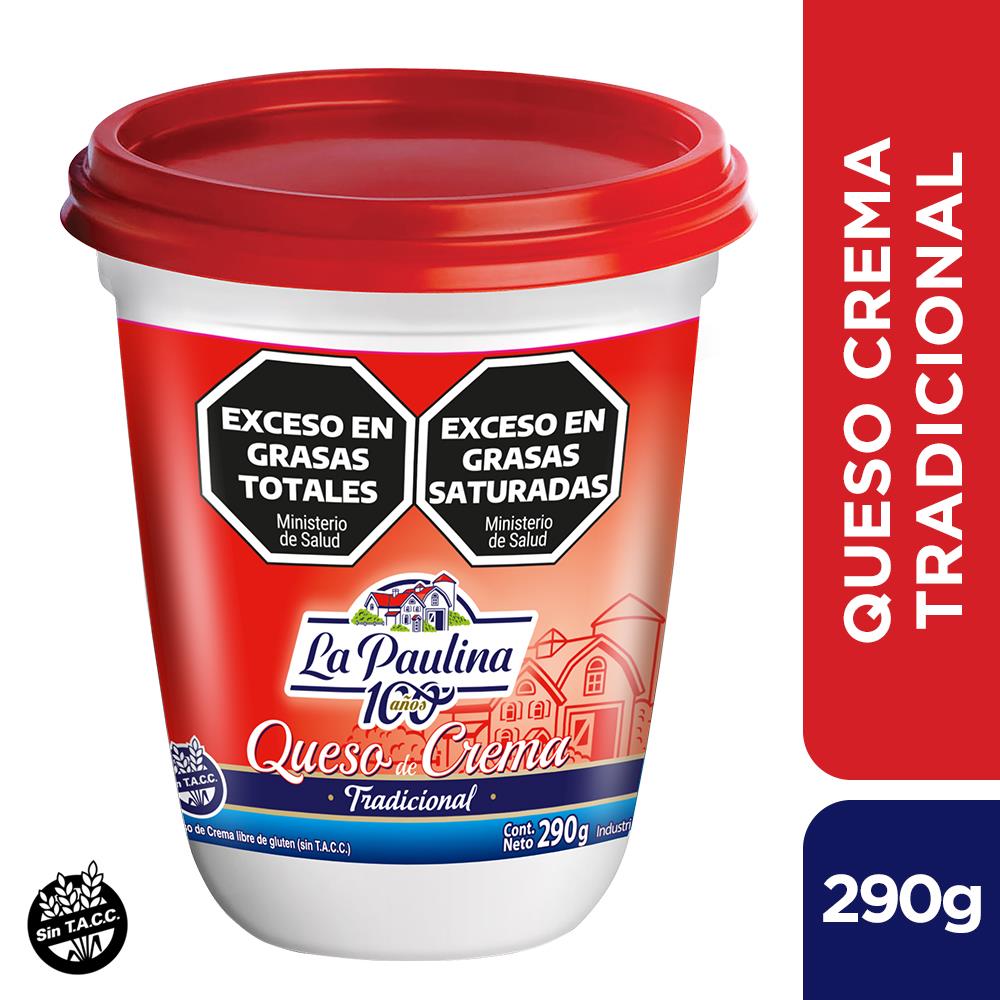 EXCESO EN
GRASAS
TOTALES
Ministerio
de Salud
EXCESO EN
GRASAS
SATURADAS
Ministerio
de Salud
La Paulina
100
años
Queso de Crema
· Tradicional ·
T.A.C.C.
de Crema libre de gluten (sin T.A.C.C.)
Cont.
Neto 290g
Sin T.A.C.C.
QUESO CREMA
TRADICIONAL
290g